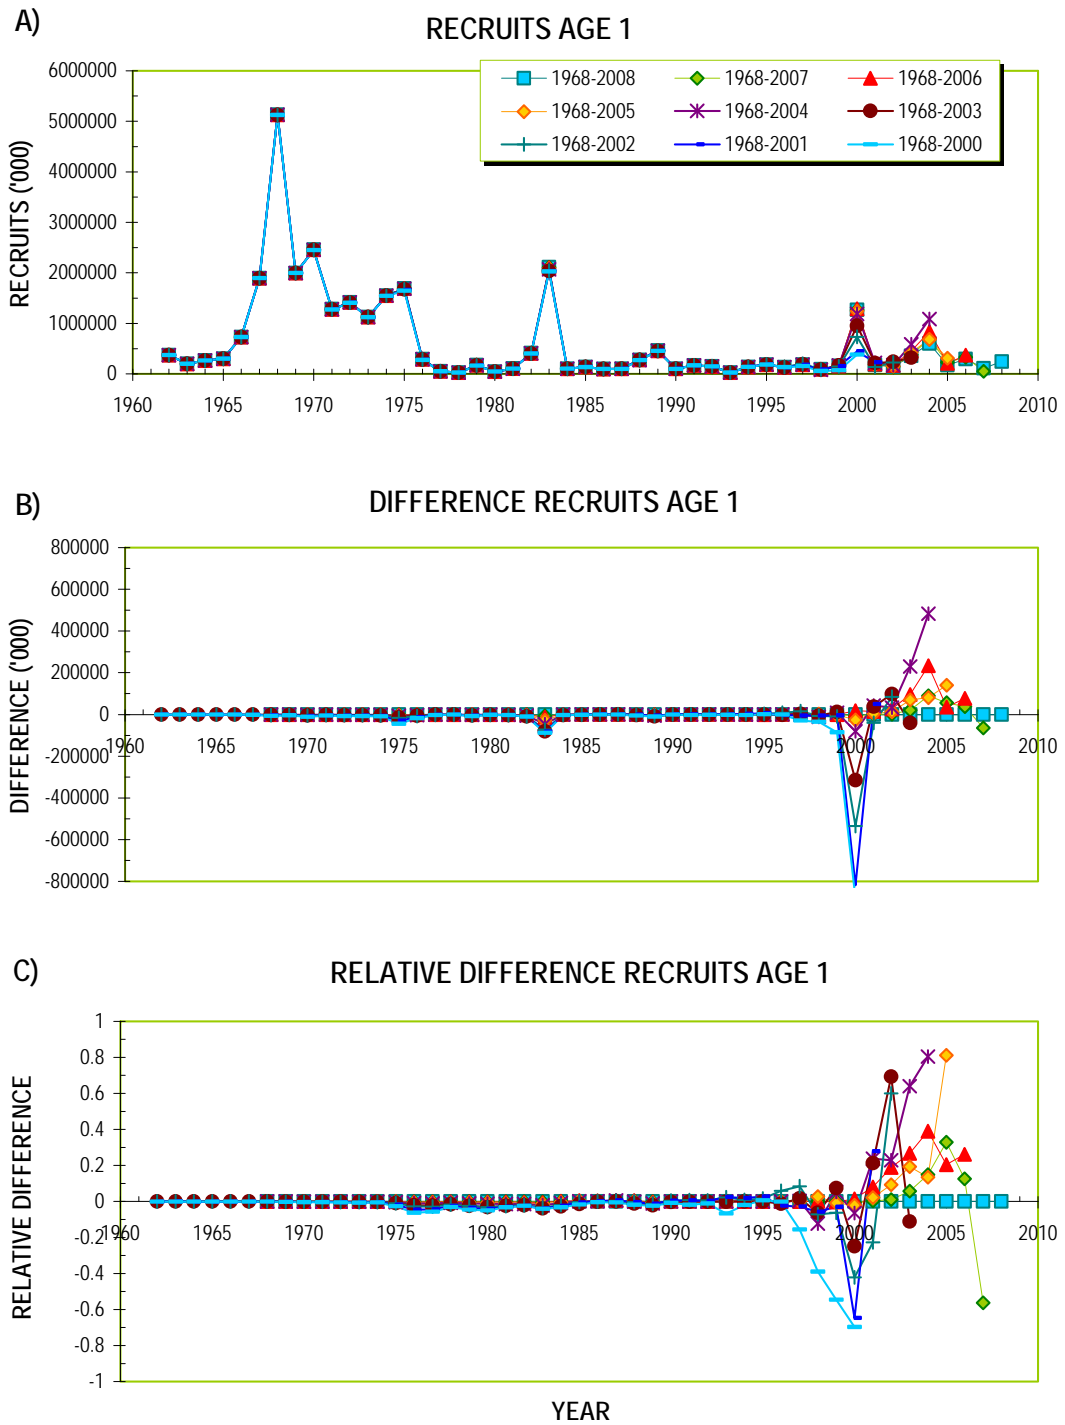 A)
RECRUITS AGE 1
1968-2008 1968-2007 1968-2006
1968-2005 1968-2004 1968-2003
1968-2002 1968-2001 1968-2000
RECRUITS ('000)
6000000
5000000
4000000
3000000
2000000
1000000
0
1960 1965 1970 1975 1980 1985 1990 1995 2000 2005 2010
B)
DIFFERENCE RECRUITS AGE 1
DIFFERENCE ('000)
800000
600000
400000
200000
0
-200000
-400000
-600000
-800000
1960 1965 1970 1975 1980 1985 1990 1995 2000 2005 2010
C)
RELATIVE DIFFERENCE RECRUITS AGE 1
RELATIVE DIFFERENCE
1
0.8
0.6
0.4
0.2
0
-0.2
-0.4
-0.6
-0.8
-1
1960 1965 1970 1975 1980 1985 1990 1995 2000 2005 2010
YEAR